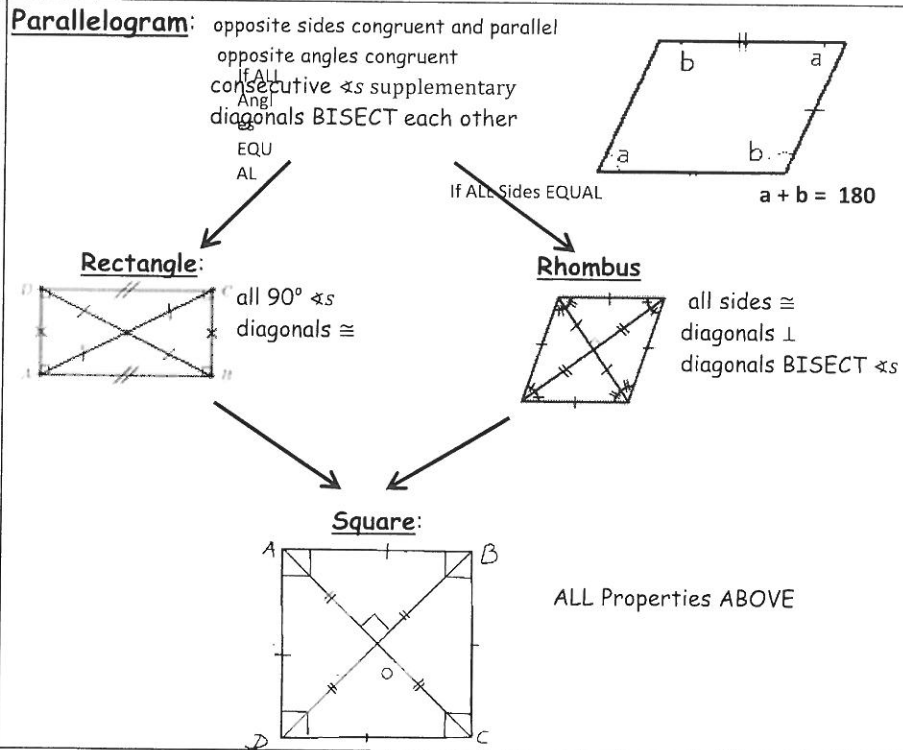 Parallelogram: opposite sides congruent and parallel
opposite angles congruent
consecutive ∢s supplementary
diagonals BISECT each other
If ALL
Angl
es
EQU
AL
b
a
a
b
a + b = 180
If ALL Sides EQUAL
Rectangle:
D
C
A
B
all 90° ∢s
diagonals ≅
Rhombus
all sides ≅
diagonals ⊥
diagonals BISECT ∢s
Square:
A
B
O
D
C
ALL Properties ABOVE